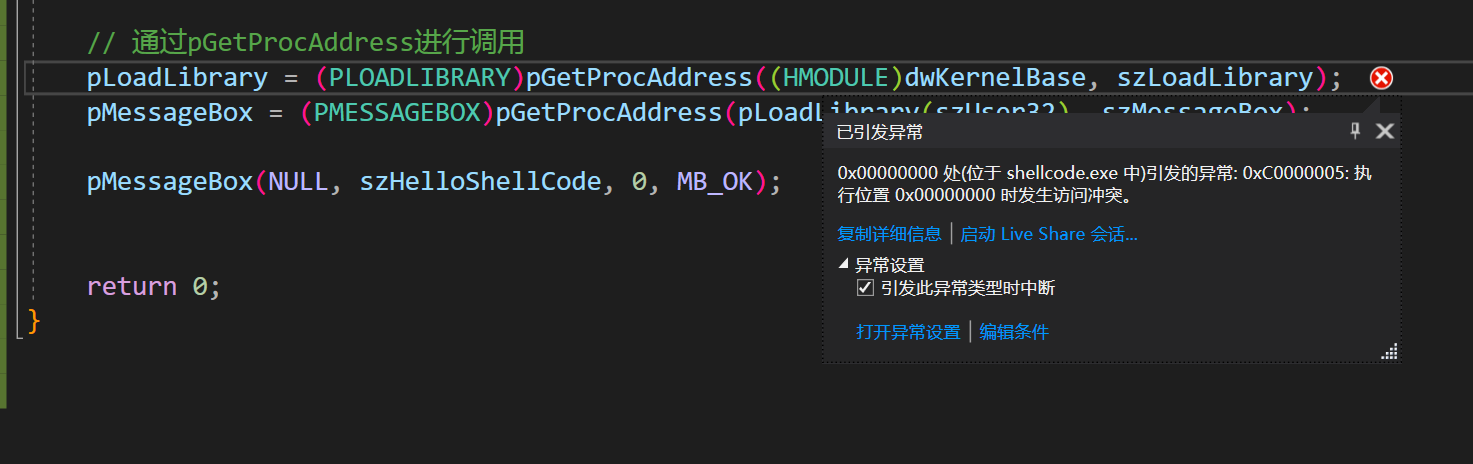 // 通过pGetProcAddress进行调用
pLoadLibrary = (PLOADLIBRARY)pGetProcAddress((HMODULE)dwKernelBase, szLoadLibrary);
pMessageBox = (PMESSAGEBOX)pGetProcAddress(pLoadLibrary(szUser32), szMessageBox);
已引发异常
pMessageBox(NULL, szHelloShellCode, 0, MB_OK);
0x00000000 处(位于 shellcode.exe 中)引发的异常: 0xC0000005: 执
行位置 0x00000000 时发生访问冲突。
复制详细信息 | 启动 Live Share 会话...
异常设置
引发此异常类型时中断
打开异常设置 | 编辑条件
return 0;
}